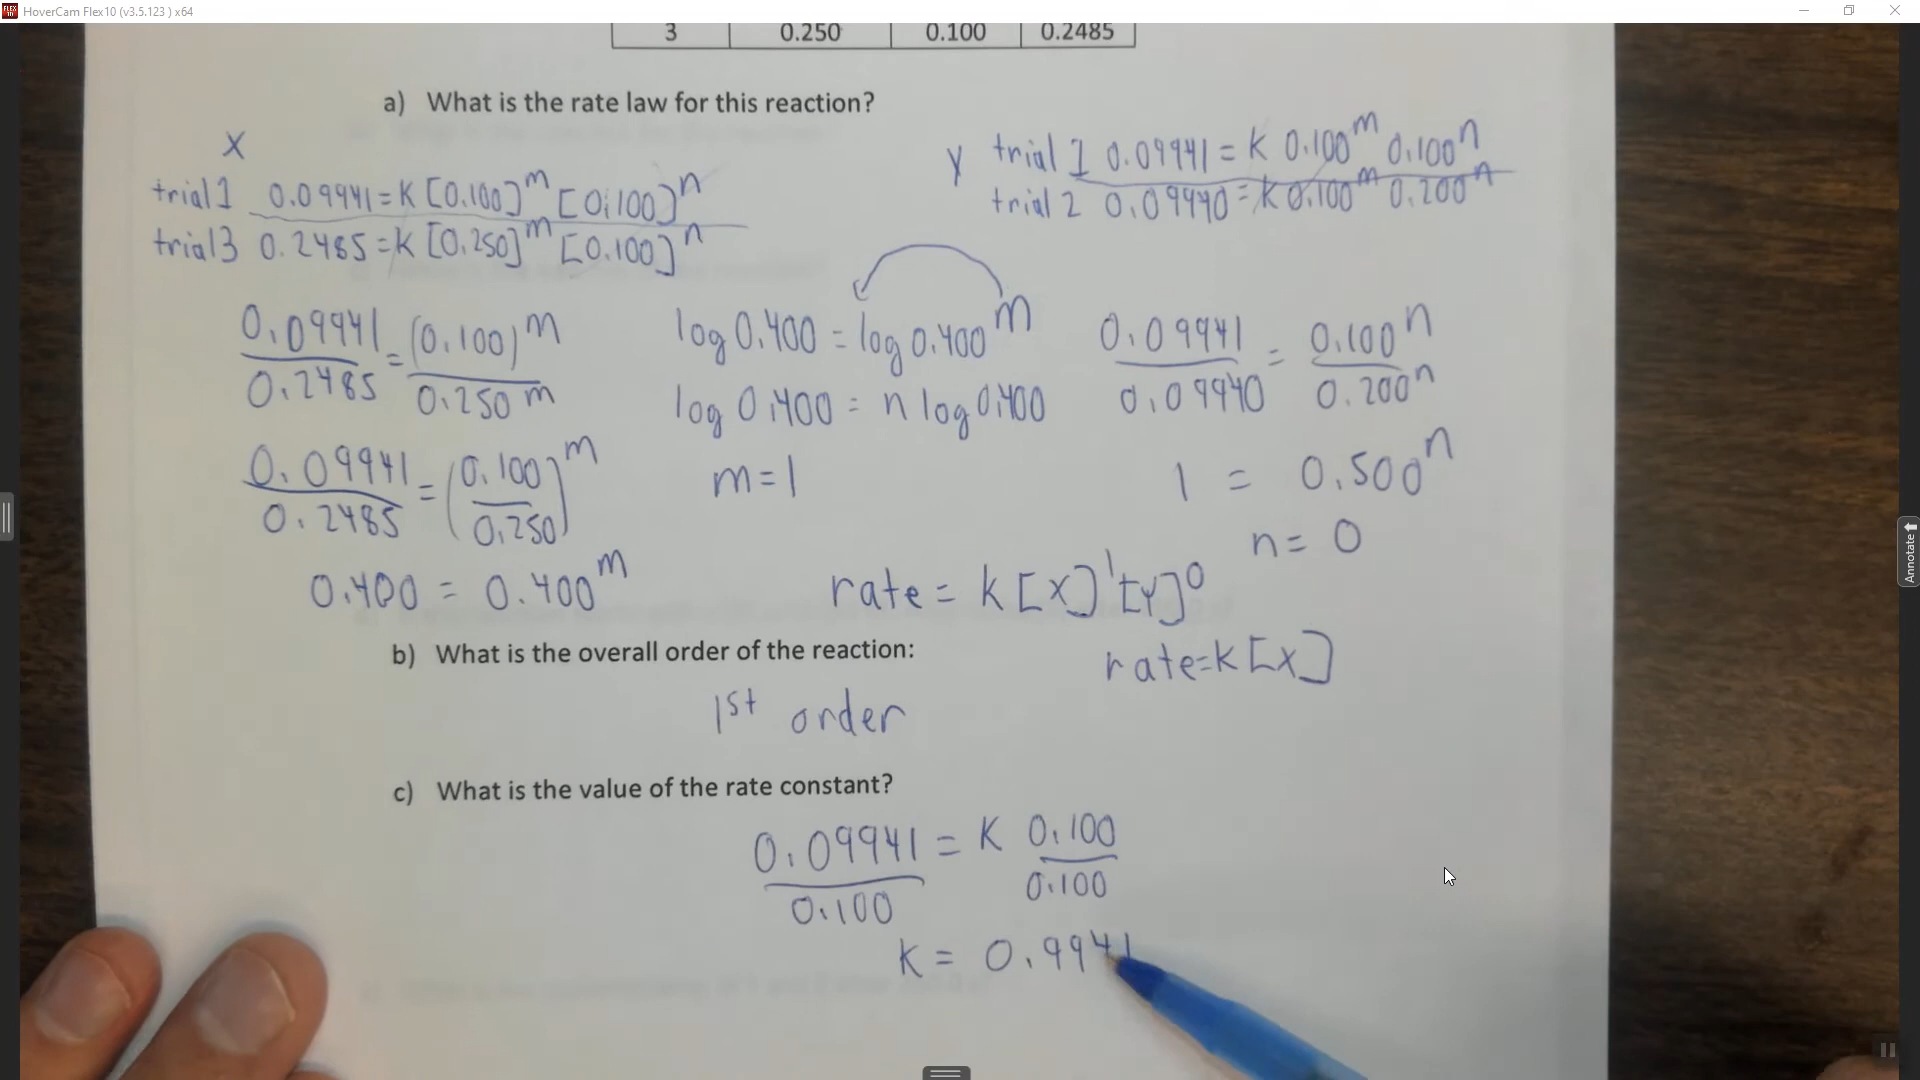 HoverCam Flex10 (v3.5.123 ) x64
3 0.250 0.100 0.2485
a) What is the rate law for this reaction?
X
trial 1 0.09941 = K [0.100]^m [0.100]^n
trial 3 0.2485 = K [0.250]^m [0.100]^n
Y trial 1 0.09941 = K 0.100^m 0.100^n
trial 2 0.09940 = K 0.100^m 0.200^n
0.09941 / 0.2485 = (0.100)^m / 0.250^m
0.09941 / 0.2485 = (0.100 / 0.250)^m
0.400 = 0.400^m
log 0.400 = log 0.400^m
log 0.400 = n log 0.400
m = 1
0.09941 / 0.09940 = 0.100^n / 0.200^n
1 = 0.500^n
n = 0
rate = K [X]^1 [Y]^0
rate = K [X]
b) What is the overall order of the reaction:
1st order
c) What is the value of the rate constant?
0.09941 / 0.100 = K 0.100 / 0.100
K = 0.9941
Annotate